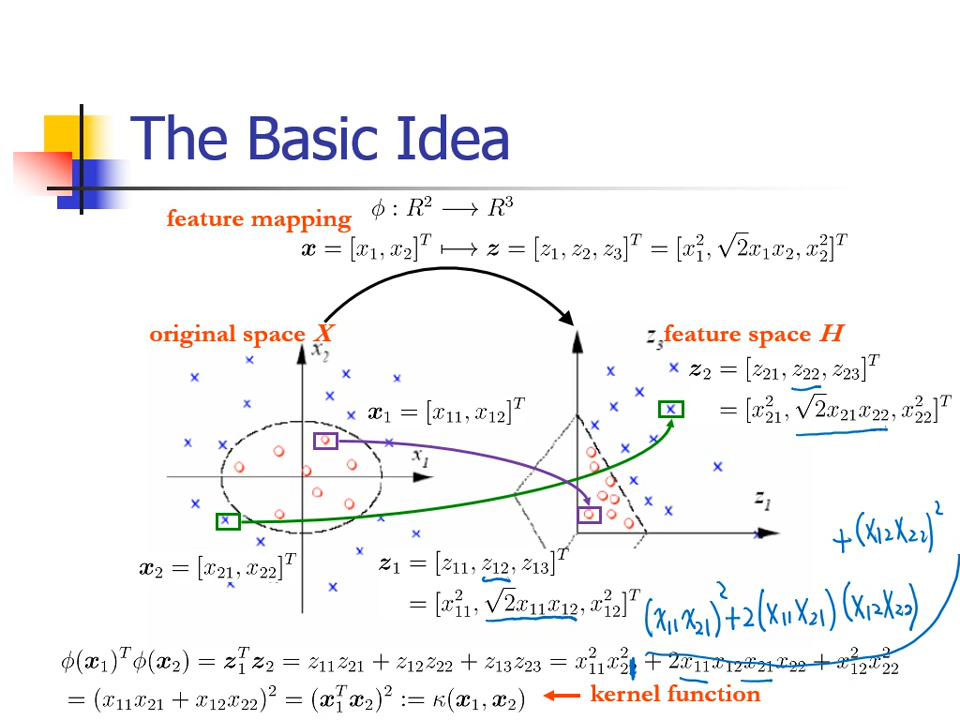 The Basic Idea
feature mapping
ϕ : R² ⟶ R³
x = [x₁, x₂]ᵀ ⟼ z = [z₁, z₂, z₃]ᵀ = [x₁², √2x₁x₂, x₂²]ᵀ
original space X
feature space H
x₂
z₃
z₂ = [z₂₁, z₂₂, z₂₃]ᵀ
= [x₂₁², √2x₂₁x₂₂, x₂₂²]ᵀ
x₁ = [x₁₁, x₁₂]ᵀ
x₁
z₁
+(x₁₂x₂₂)²
x₂ = [x₂₁, x₂₂]ᵀ
z₁ = [z₁₁, z₁₂, z₁₃]ᵀ
= [x₁₁², √2x₁₁x₁₂, x₁₂²]ᵀ
(x₁₁x₂₁)²+2(x₁₁x₂₁)(x₁₂x₂₂)
ϕ(x₁)ᵀϕ(x₂) = z₁ᵀz₂ = z₁₁z₂₁ + z₁₂z₂₂ + z₁₃z₂₃ = x₁₁²x₂₁² + 2x₁₁x₁₂x₂₁x₂₂ + x₁₂²x₂₂²
= (x₁₁x₂₁ + x₁₂x₂₂)² = (x₁ᵀx₂)² := κ(x₁, x₂)
kernel function